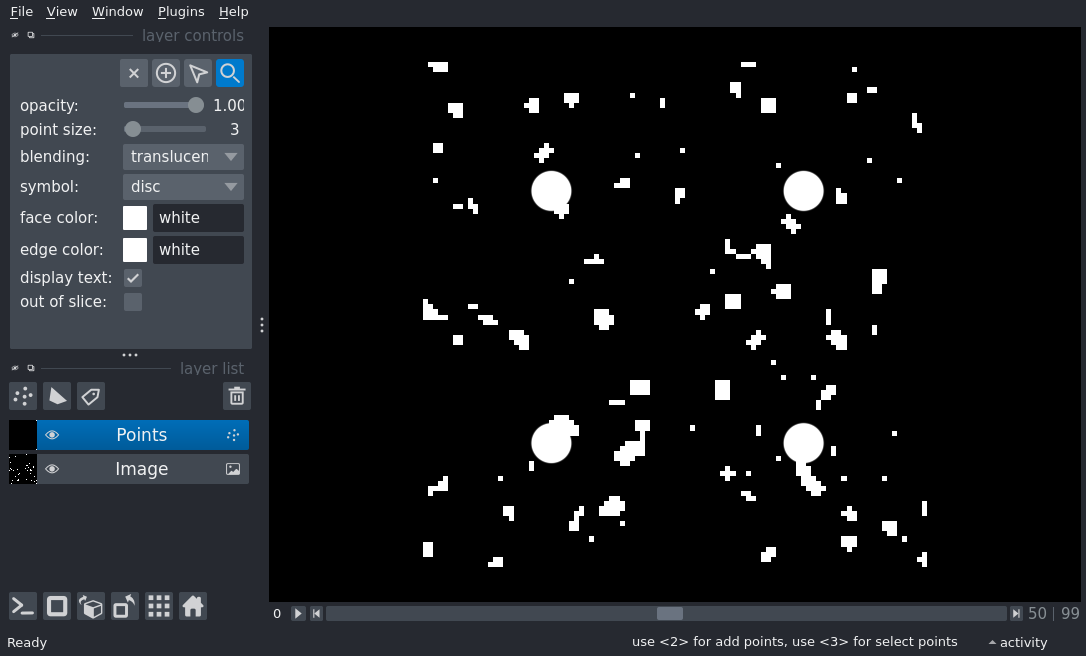 File View Window Plugins Help
layer controls
opacity: 1.00
point size: 3
blending: translucen
symbol: disc
face color: white
edge color: white
display text:
out of slice:
layer list
Points
Image
0 50 99
Ready use <2> for add points, use <3> for select points activity